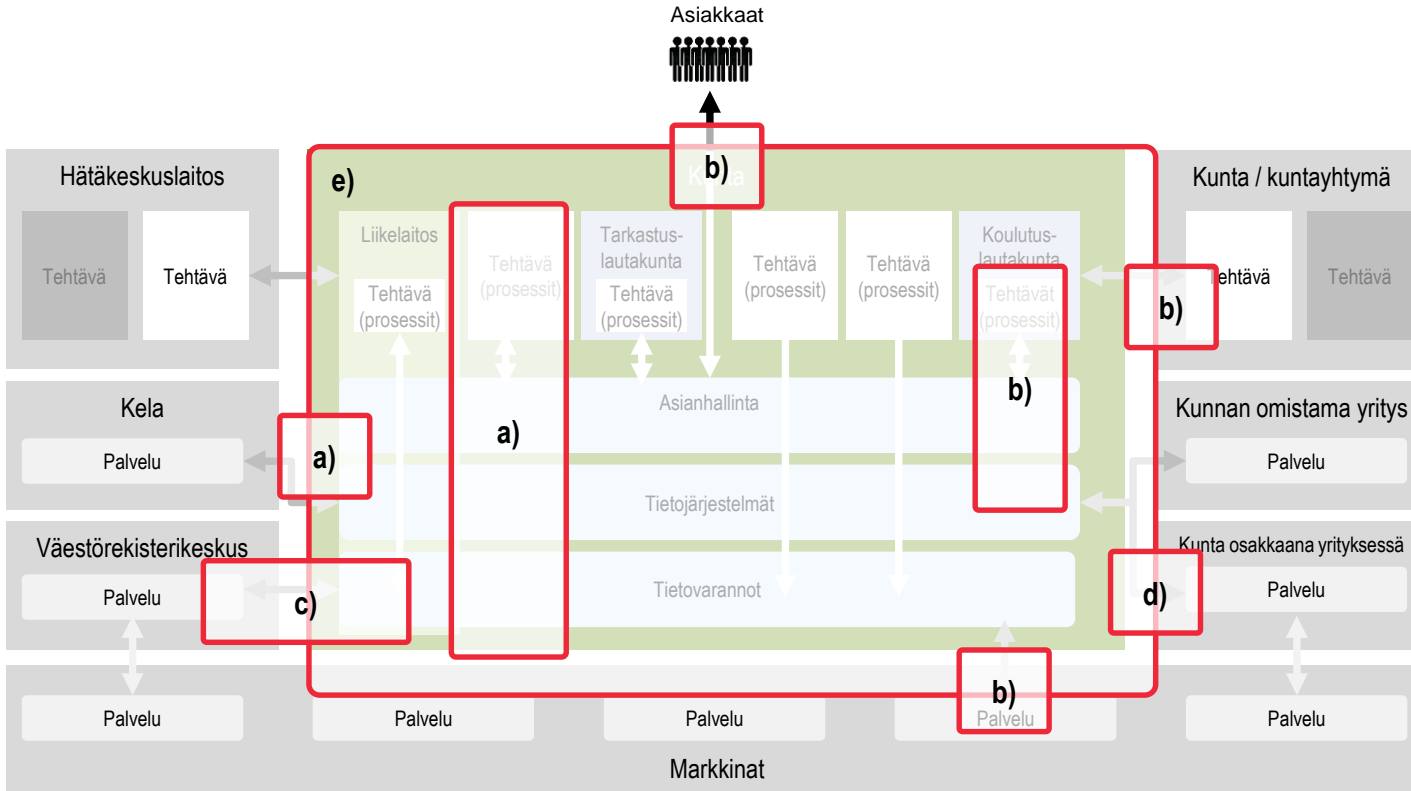 Asiakkaat
Hätäkeskuslaitos
Tehtävä
Tehtävä
e)
b)
Kunta
Liikelaitos
Tehtävä
(prosessit)
Tehtävä
(prosessit)
a)
Tarkastus-
lautakunta
Tehtävä
(prosessit)
Tehtävä
(prosessit)
Tehtävä
(prosessit)
Koulutus-
lautakunta
Tehtävät
(prosessit)
b)
Kunta / kuntayhtymä
Tehtävä
Tehtävä
b)
Kela
Palvelu
a)
Asianhallinta
Tietojärjestelmät
Tietovarannot
Kunnan omistama yritys
Palvelu
Väestörekisterikeskus
Palvelu
c)
Kunta osakkaana yrityksessä
Palvelu
d)
b)
Palvelu
Palvelu
Palvelu
Palvelu
Palvelu
Markkinat